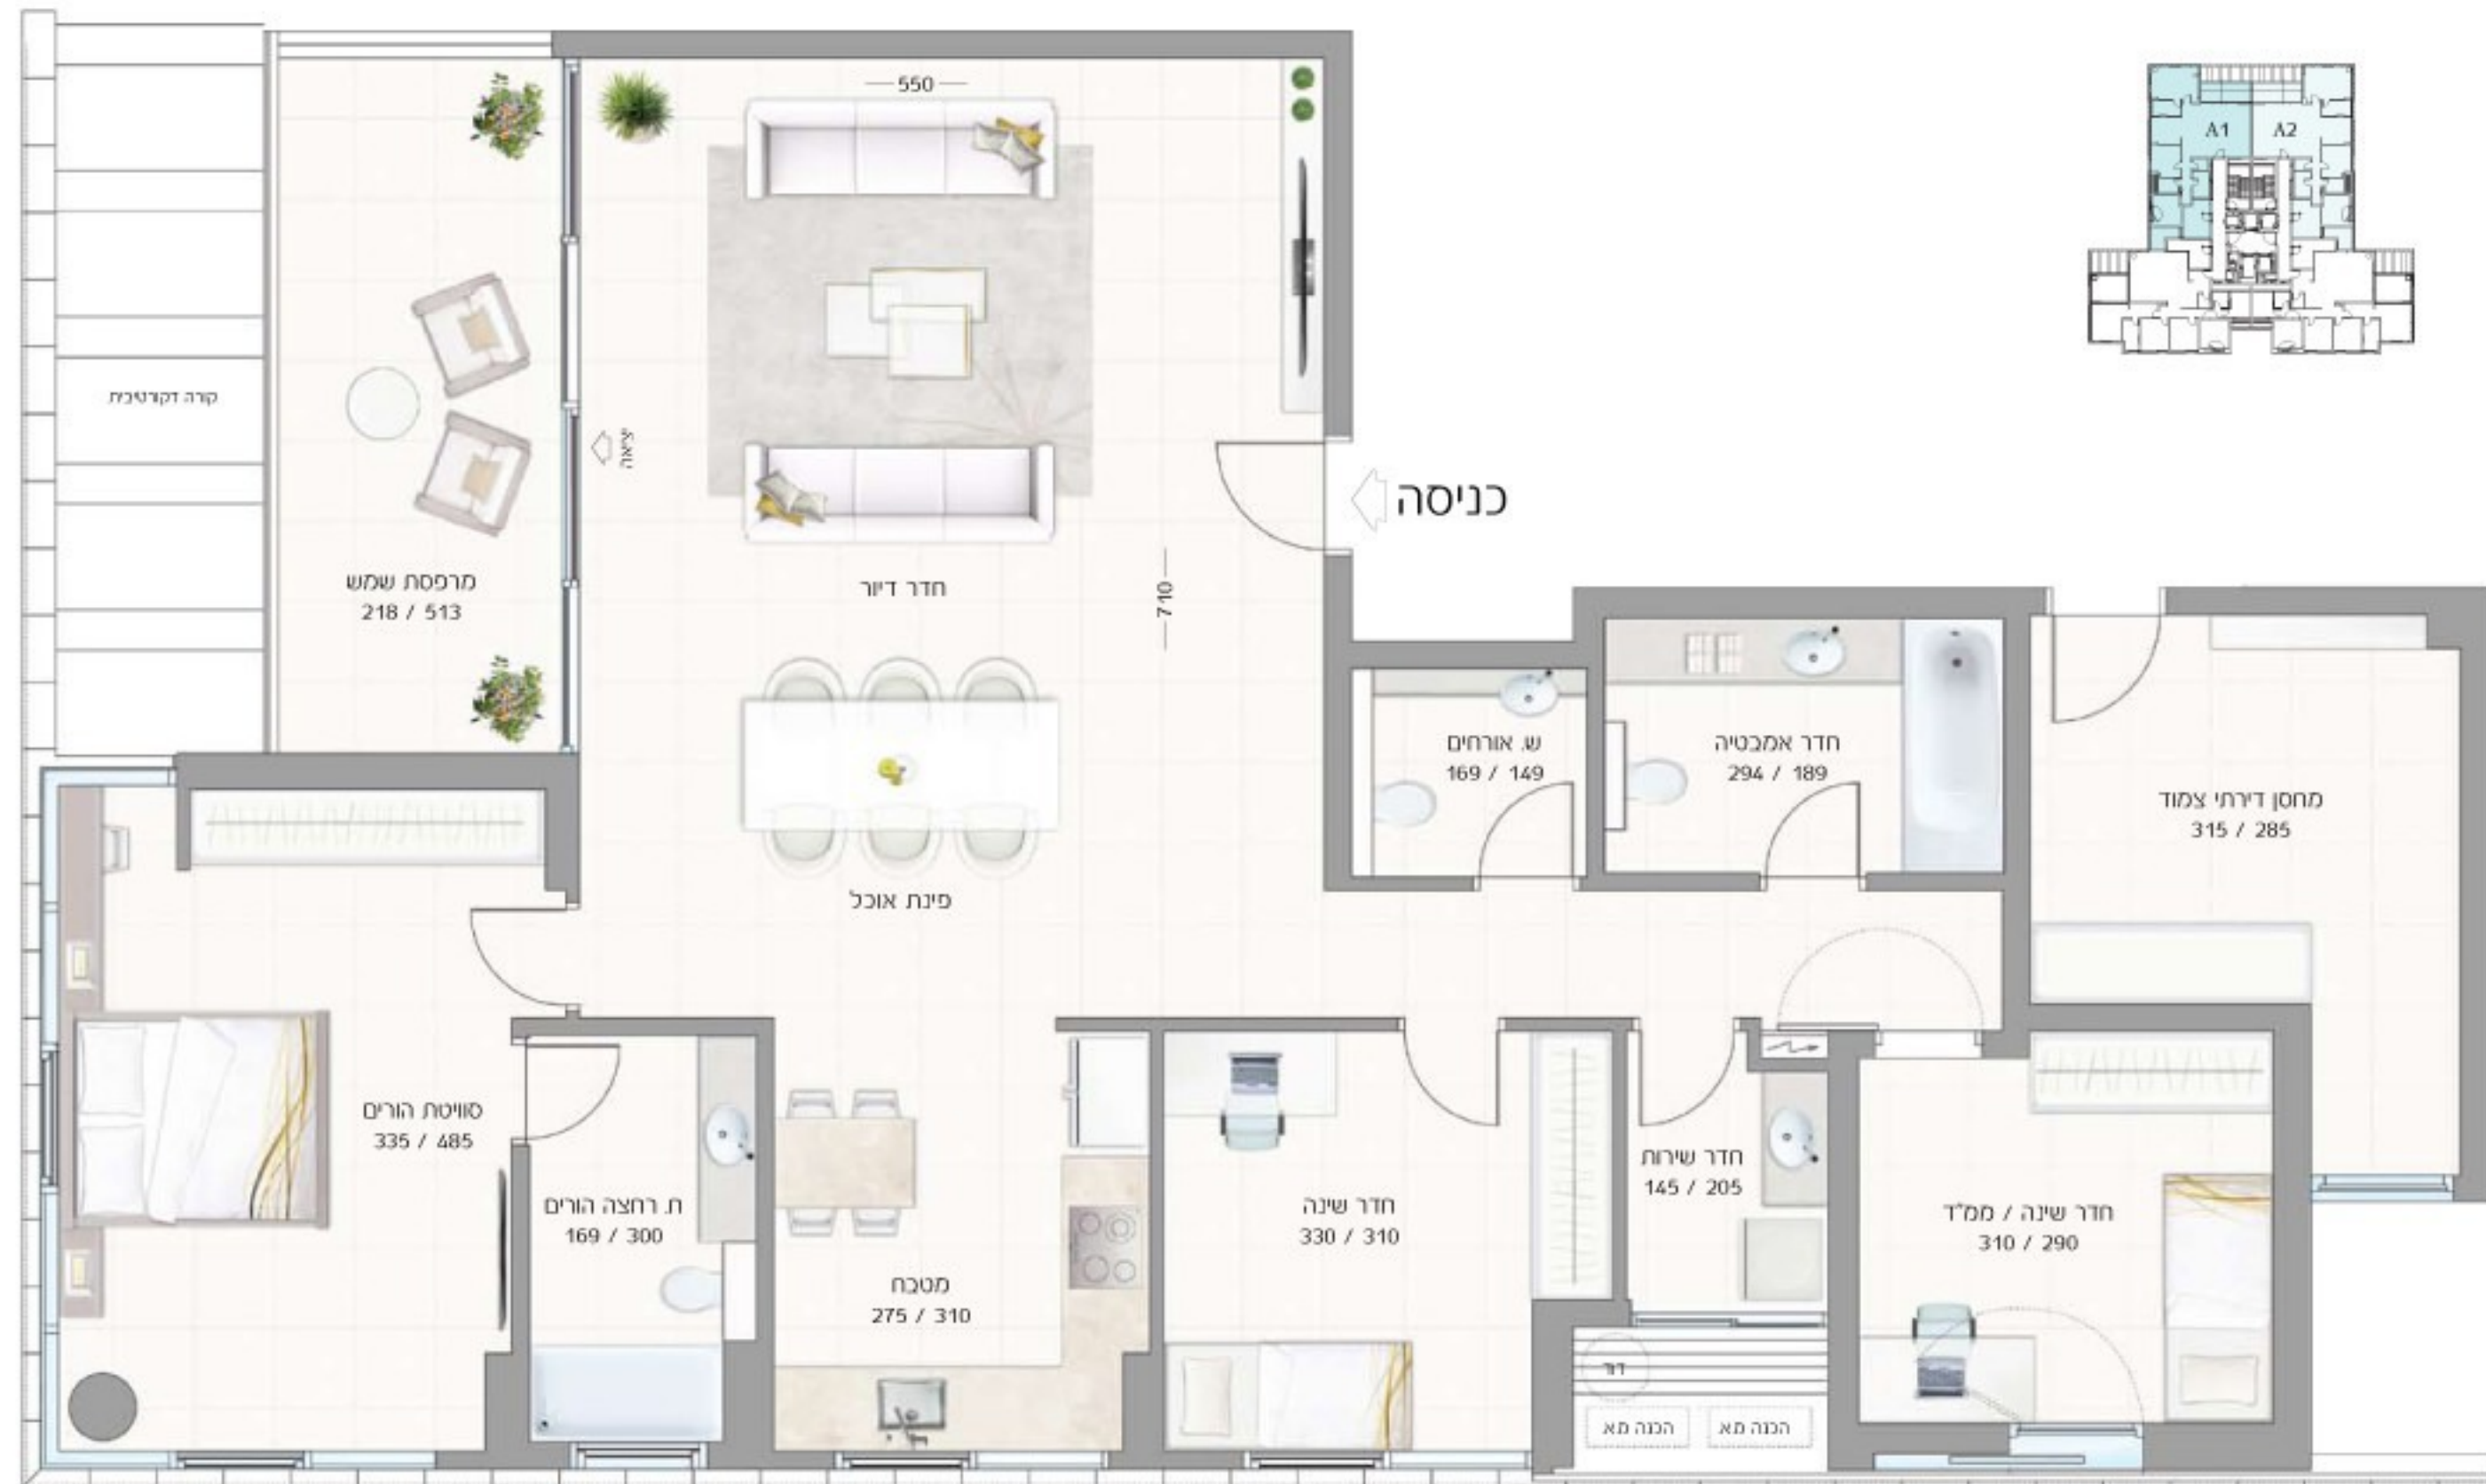 550
A1
A2
קורה דקורטיבית
יציאה
כניסה
מרפסת שמש
218 / 513
חדר דיור
710
ש. אורחים
169 / 149
חדר אמבטיה
294 / 189
מחסן דירתי צמוד
315 / 285
פינת אוכל
סוויטת הורים
335 / 485
ח. רחצה הורים
169 / 300
מטבח
275 / 310
חדר שינה
330 / 310
חדר שירות
145 / 205
חדר שינה / ממ"ד
310 / 290
דוד
הכנה מא
הכנה מא